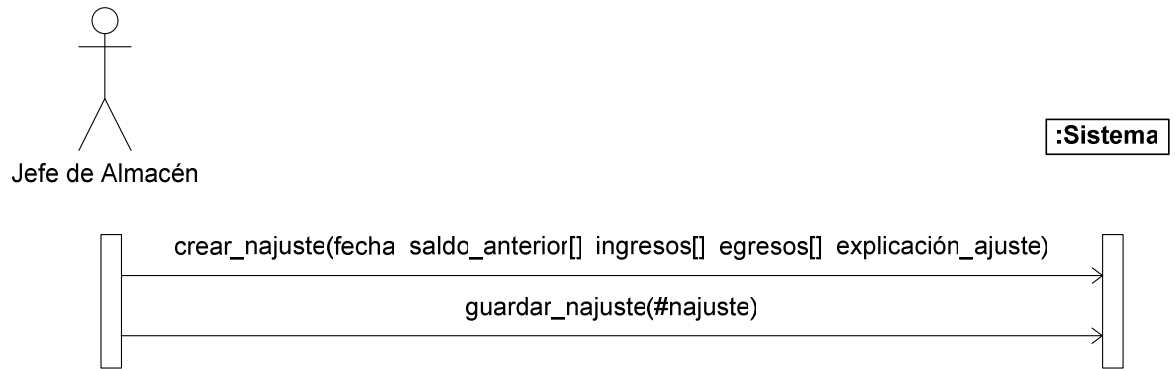 :Sistema
Jefe de Almacén
crear_najuste(fecha saldo_anterior[] ingresos[] egresos[] explicación_ajuste)
guardar_najuste(#najuste)